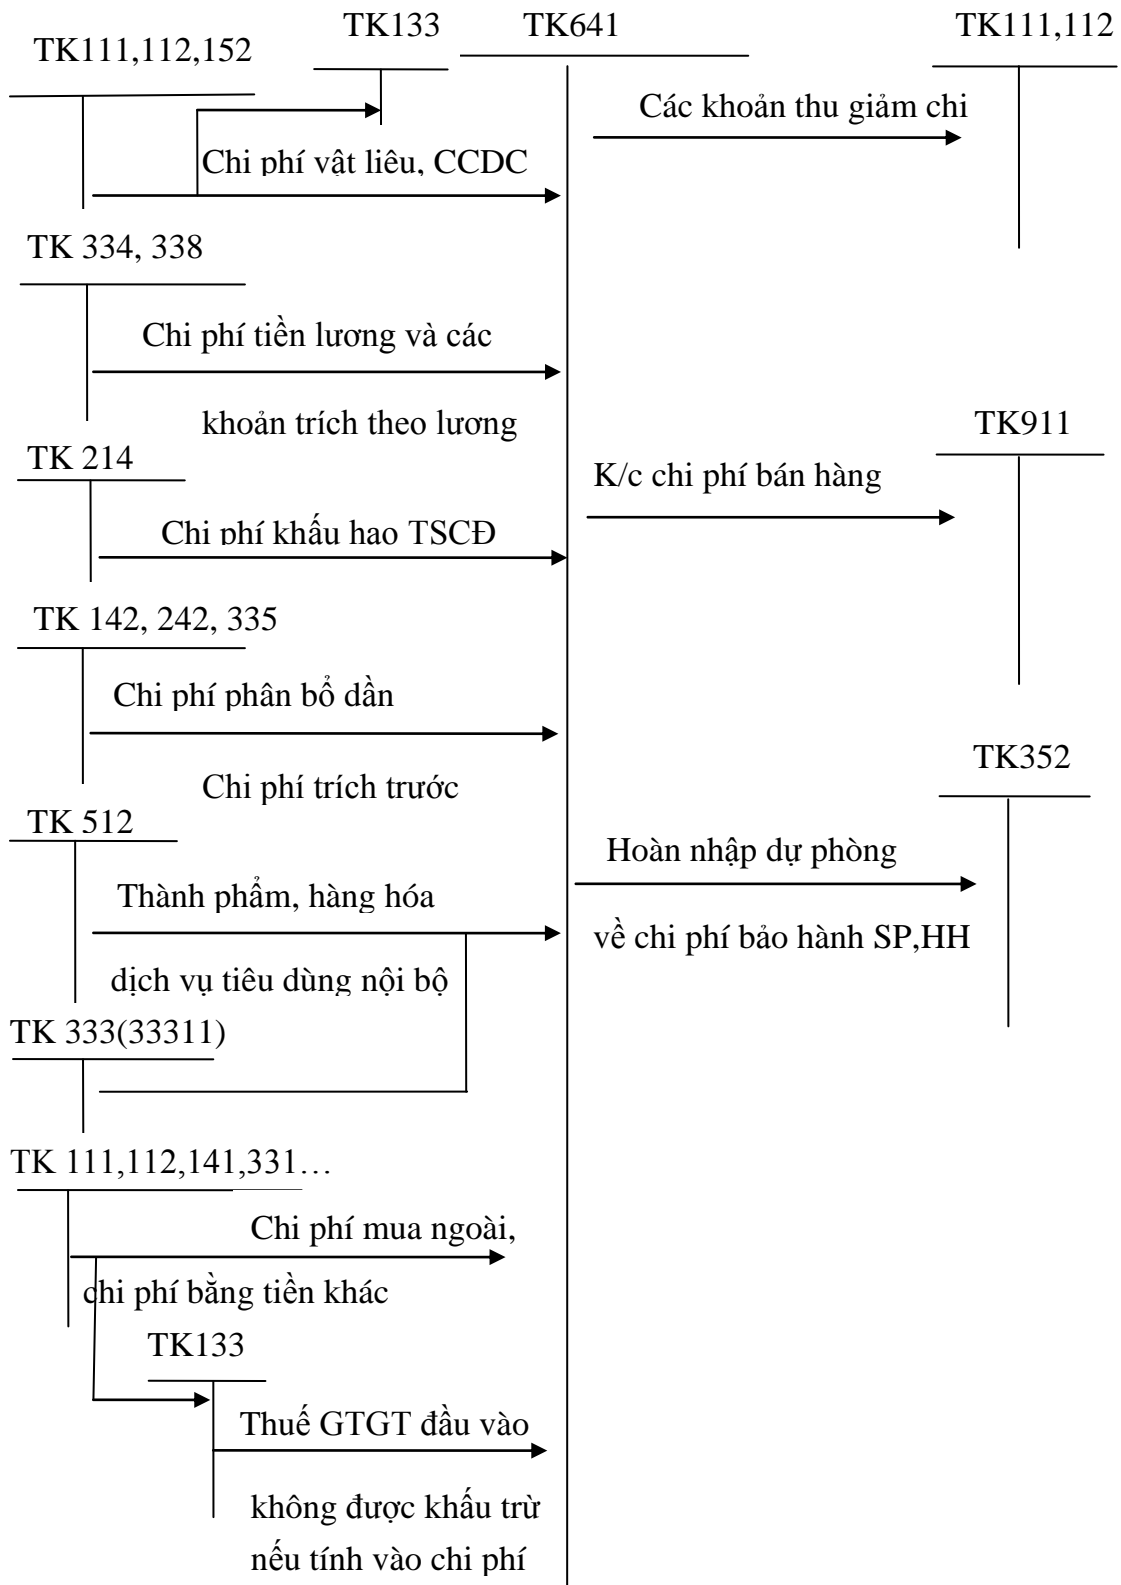 TK133
TK641
TK111,112
TK111,112,152
Các khoản thu giảm chi
Chi phí vật liêu, CCDC
TK 334, 338
Chi phí tiền lương và các
khoản trích theo lương
TK911
TK 214
K/c chi phí bán hàng
Chi phí khấu hao TSCĐ
TK 142, 242, 335
Chi phí phân bổ dần
TK352
Chi phí trích trước
TK 512
Hoàn nhập dự phòng
Thành phẩm, hàng hóa
về chi phí bảo hành SP,HH
dịch vụ tiêu dùng nội bộ
TK 333(33311)
TK 111,112,141,331…
Chi phí mua ngoài,
chi phí bằng tiền khác
TK133
Thuế GTGT đầu vào
không được khấu trừ
nếu tính vào chi phí